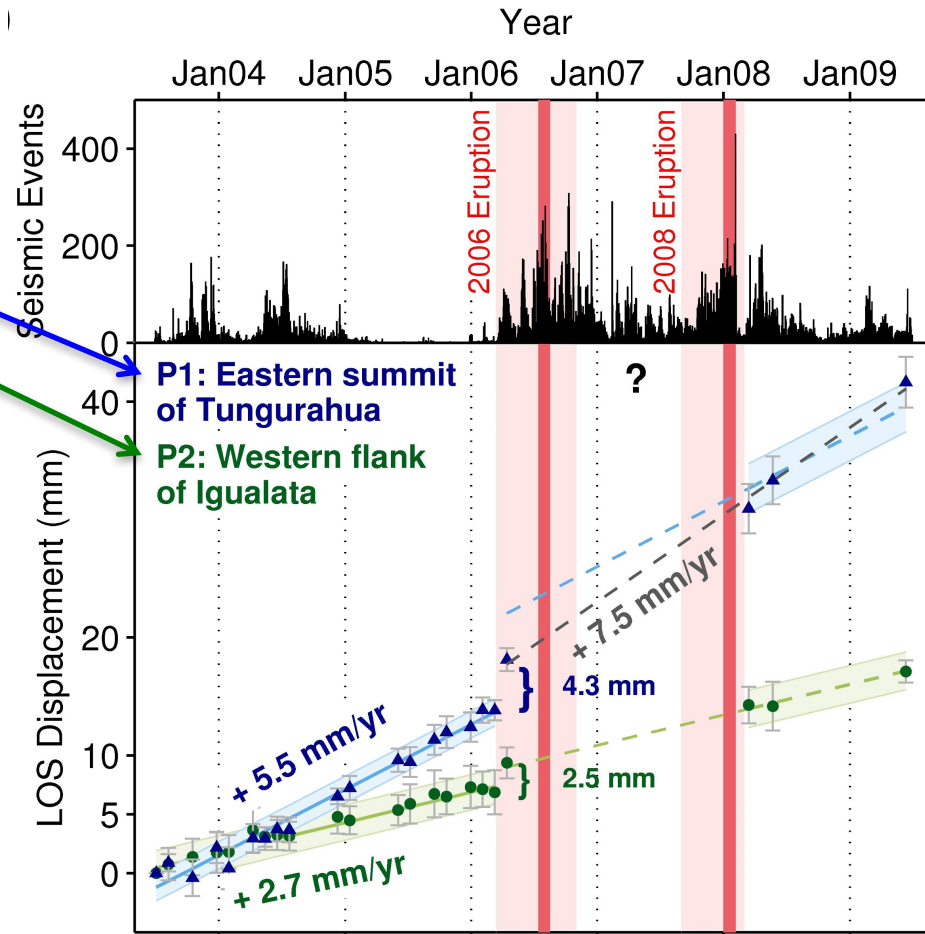 Year
Jan04 Jan05 Jan06 Jan07 Jan08 Jan09
Seismic Events
400
200
0
2006 Eruption
2008 Eruption
P1: Eastern summit
of Tungurahua
P2: Western flank
of Igualata
?
LOS Displacement (mm)
40
20
10
5
0
+ 5.5 mm/yr
+ 2.7 mm/yr
+ 7.5 mm/yr
} 4.3 mm
} 2.5 mm